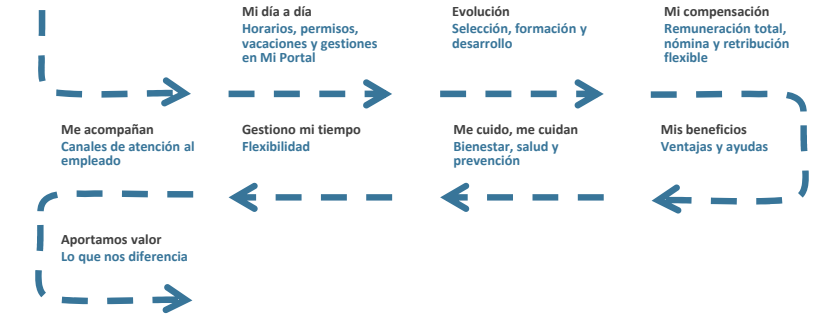 Mi día a día
Horarios, permisos,
vacaciones y gestiones
en Mi Portal
Evolución
Selección, formación y
desarrollo
Mi compensación
Remuneración total,
nómina y retribución
flexible
Me acompañan
Canales de atención al
empleado
Gestiono mi tiempo
Flexibilidad
Me cuido, me cuidan
Bienestar, salud y
prevención
Mis beneficios
Ventajas y ayudas
Aportamos valor
Lo que nos diferencia